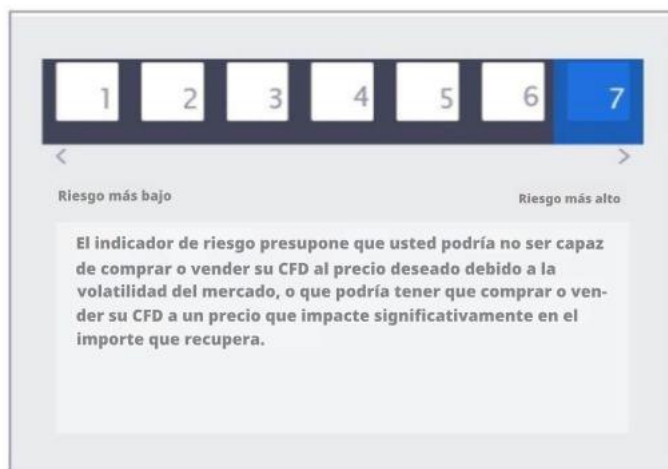 1 2 3 4 5 6 7
< >
Riesgo más bajo Riesgo más alto
El indicador de riesgo presupone que usted podría no ser capaz
de comprar o vender su CFD al precio deseado debido a la
volatilidad del mercado, o que podría tener que comprar o ven-
der su CFD a un precio que impacte significativamente en el
importe que recupera.